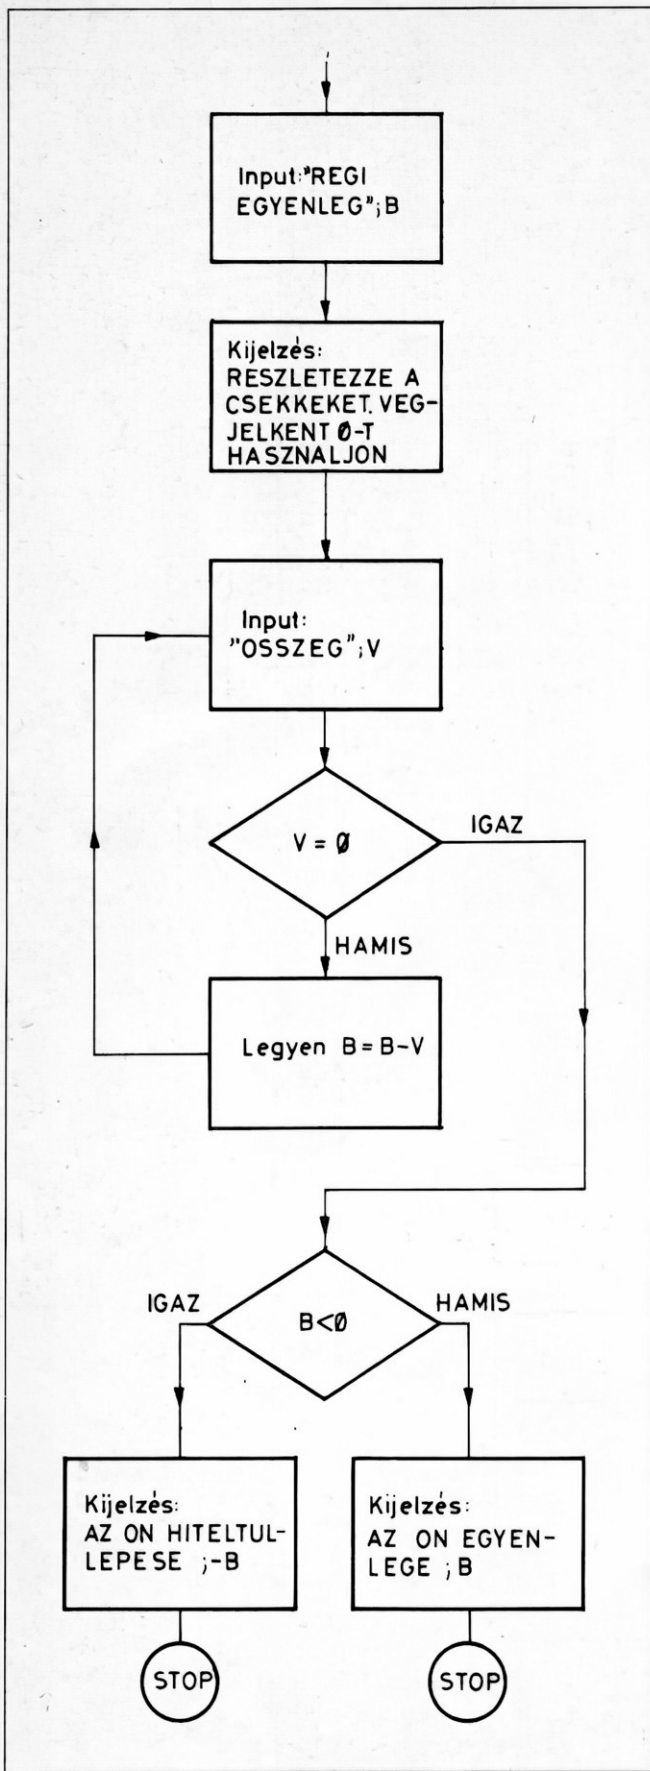 Input:"REGI
EGYENLEG";B
Kijelzés:
RESZLETEZZE A
CSEKKEKET. VEG-
JELKENT Ø-T
HASZNALJON
Input:
"OSSZEG";V
V = Ø
IGAZ
HAMIS
Legyen B=B-V
B<Ø
IGAZ
HAMIS
Kijelzés:
AZ ON HITELTUL-
LEPESE ;-B
Kijelzés:
AZ ON EGYEN-
LEGE ; B
STOP
STOP